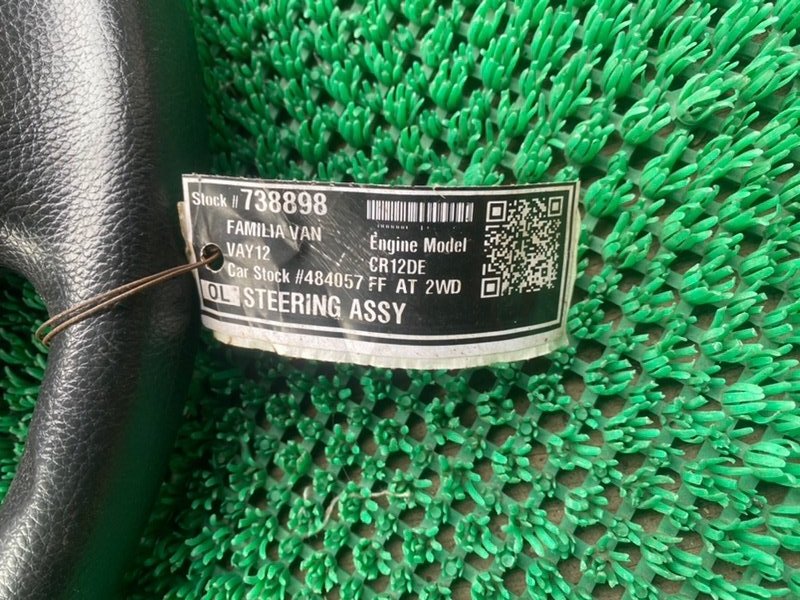 Stock #738898
FAMILIA VAN
VAY12
Car Stock #484057
Engine Model
CR12DE
FF AT 2WD
OL STEERING ASSY